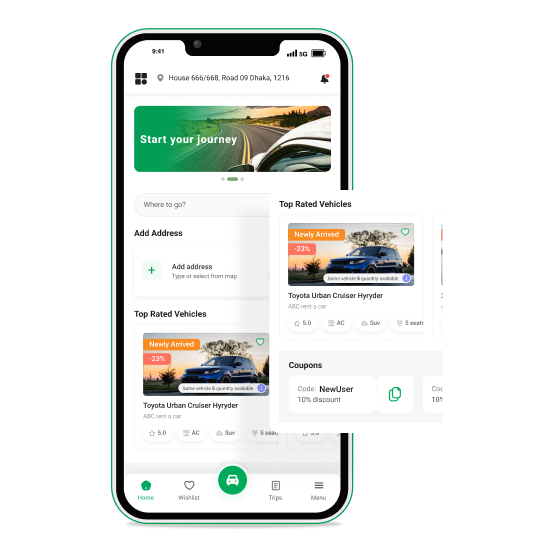 9:41
5G
House 666/668, Road 09 Dhaka, 1216
Start your journey
Where to go?
Add Address
Add address
Type or select from map
Top Rated Vehicles
Newly Arrived
-23%
Same vehicle 5 quantity available
Toyota Urban Cruiser Hyryder
ABC rent a car
5.0 AC Suv 5 seats
Home Wishlist Trips Menu
Top Rated Vehicles
Newly Arrived
-23%
Same vehicle 5 quantity available
Toyota Urban Cruiser Hyryder
ABC rent a car
5.0 AC Suv 5 seats
Coupons
Code: NewUser
10% discount